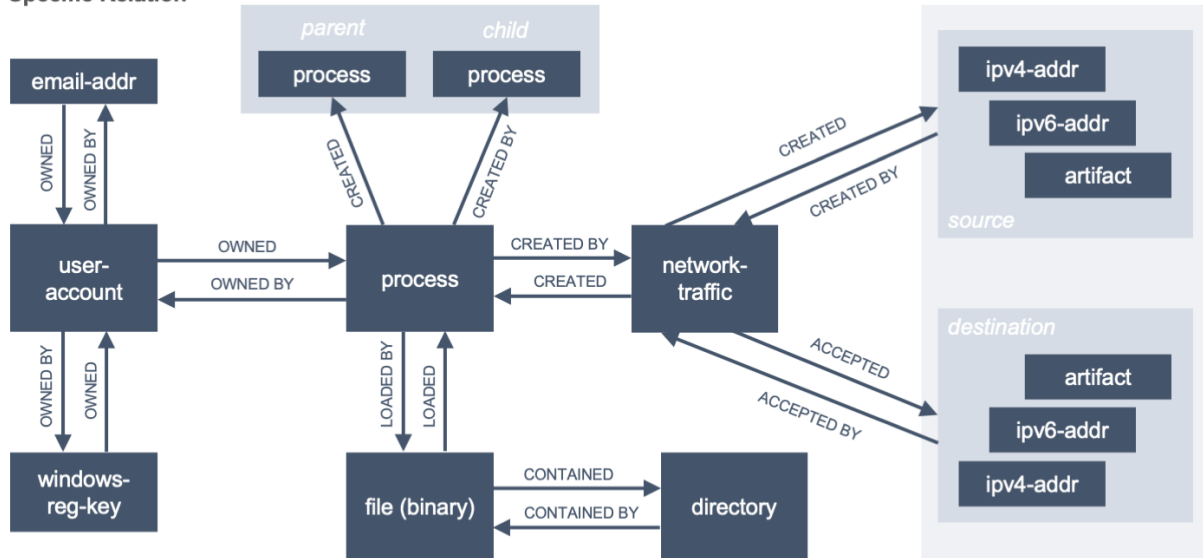 Specific Relation
parent
child
process
process
email-addr
ipv4-addr
ipv6-addr
artifact
source
OWNED
OWNED BY
CREATED
CREATED BY
CREATED
CREATED BY
user-
account
OWNED
OWNED BY
process
CREATED BY
CREATED
network-
traffic
destination
artifact
ipv6-addr
ipv4-addr
ACCEPTED
ACCEPTED BY
OWNED BY
OWNED
LOADED BY
LOADED
windows-
reg-key
file (binary)
CONTAINED
CONTAINED BY
directory